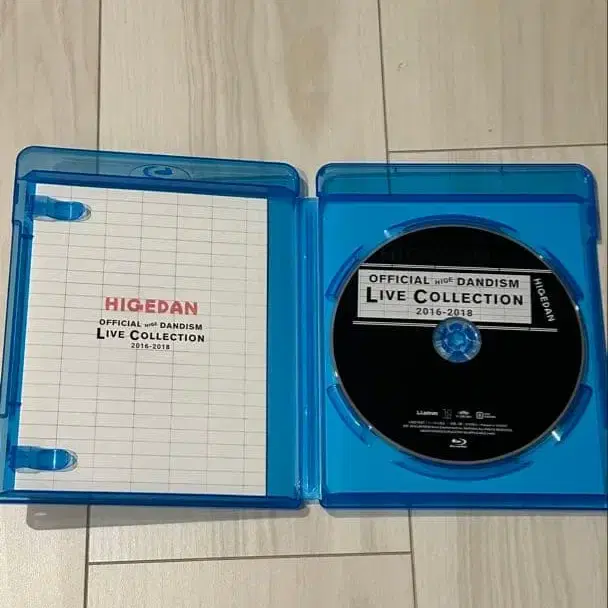 HIGEDAN
OFFICIAL HIGE DANDISM
LIVE COLLECTION
2016-2018
OFFICIAL HIGE DANDISM
LIVE COLLECTION
2016-2018
HIGEDAN